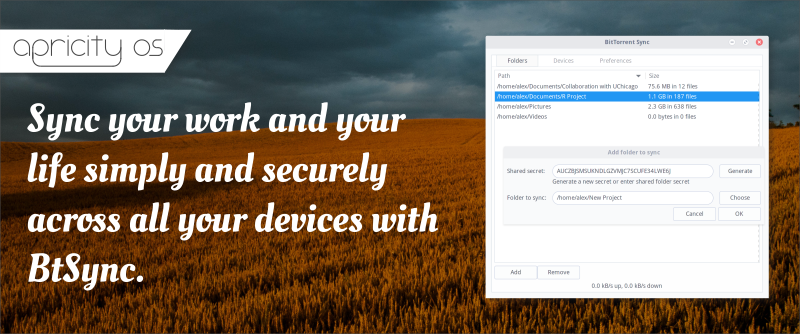 apricity os
Sync your work and your
life simply and securely
across all your devices with
BtSync.
BitTorrent Sync
Folders Devices Preferences
Path Size
/home/alex/Documents/Collaboration with UChicago 75.6 MB in 12 files
/home/alex/Documents/R Project 1.1 GB in 187 files
/home/alex/Pictures 2.3 GB in 638 files
/home/alex/Videos 0.0 bytes in 0 files
Add folder to sync
Shared secret: AUCZBJSMSUKNDLGZVMJC7SCUFE34LWE6J Generate
Generate a new secret or enter shared folder secret
Folder to sync: /home/alex/New Project Choose
Cancel OK
Add Remove
0.0 kB/s up, 0.0 kB/s down